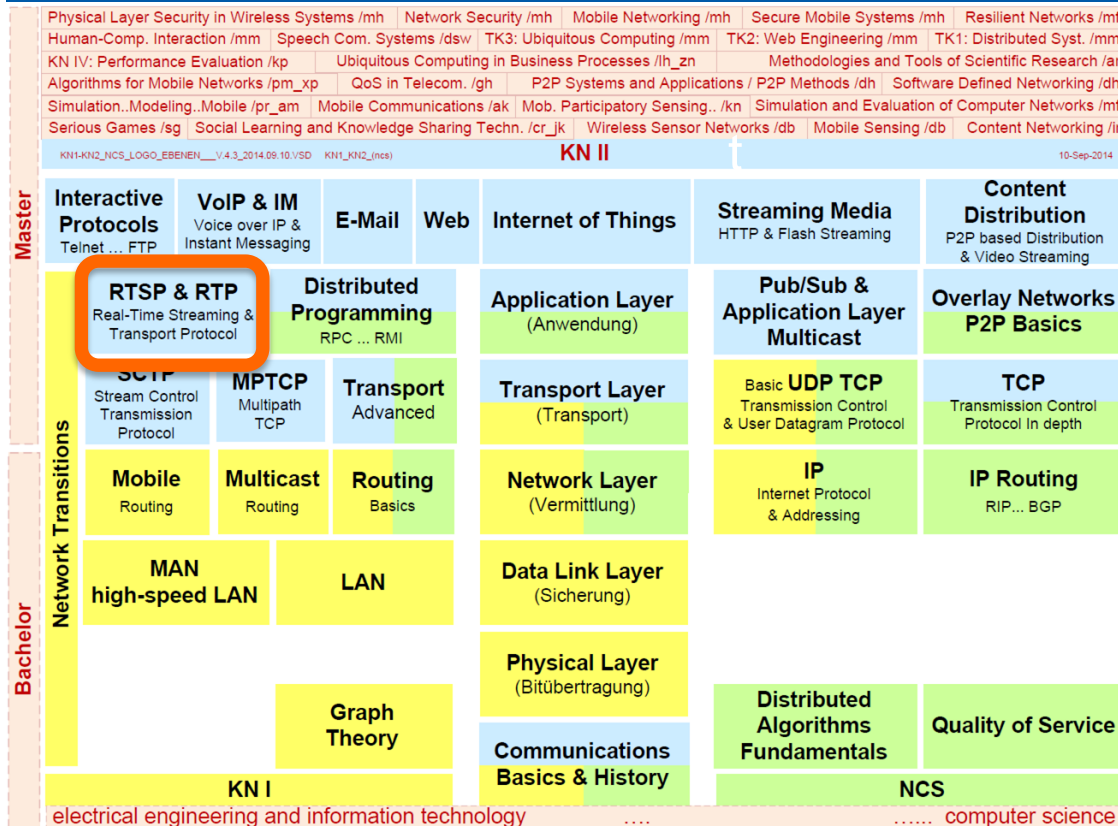 Physical Layer Security in Wireless Systems /mh Network Security /mh Mobile Networking /mh Secure Mobile Systems /mh Resilient Networks /mf
Human-Comp. Interaction /mm Speech Com. Systems /dsw TK3: Ubiquitous Computing /mm TK2: Web Engineering /mm TK1: Distributed Syst. /mm
KN IV: Performance Evaluation /kp Ubiquitous Computing in Business Processes /lh_zn Methodologies and Tools of Scientific Research /ar
Algorithms for Mobile Networks /pm_xp QoS in Telecom. /gh P2P Systems and Applications / P2P Methods /dh Software Defined Networking /dh
Simulation..Modeling..Mobile /pr_am Mobile Communications /ak Mob. Participatory Sensing.. /kn Simulation and Evaluation of Computer Networks /mf
Serious Games /sg Social Learning and Knowledge Sharing Techn. /cr_jk Wireless Sensor Networks /db Mobile Sensing /db Content Networking /ir
KN1-KN2_NCS_LOGO_EBENEN___V.4.3_2014.09.10.VSD KN1_KN2_(ncs) KN II t 10-Sep-2014
Master
Interactive
Protocols
Telnet ... FTP
VoIP & IM
Voice over IP &
Instant Messaging
E-Mail
Web
Internet of Things
Streaming Media
HTTP & Flash Streaming
Content
Distribution
P2P based Distribution
& Video Streaming
Network Transitions
RTSP & RTP
Real-Time Streaming &
Transport Protocol
Distributed
Programming
RPC ... RMI
Application Layer
(Anwendung)
Pub/Sub &
Application Layer
Multicast
Overlay Networks
P2P Basics
SCTP
Stream Control
Transmission
Protocol
MPTCP
Multipath
TCP
Transport
Advanced
Transport Layer
(Transport)
Basic UDP TCP
Transmission Control
& User Datagram Protocol
TCP
Transmission Control
Protocol In depth
Bachelor
Mobile
Routing
Multicast
Routing
Routing
Basics
Network Layer
(Vermittlung)
IP
Internet Protocol
& Addressing
IP Routing
RIP... BGP
MAN
high-speed LAN
LAN
Data Link Layer
(Sicherung)
Physical Layer
(Bitübertragung)
Graph
Theory
Communications
Basics & History
Distributed
Algorithms
Fundamentals
Quality of Service
KN I
NCS
electrical engineering and information technology .... ...... computer science